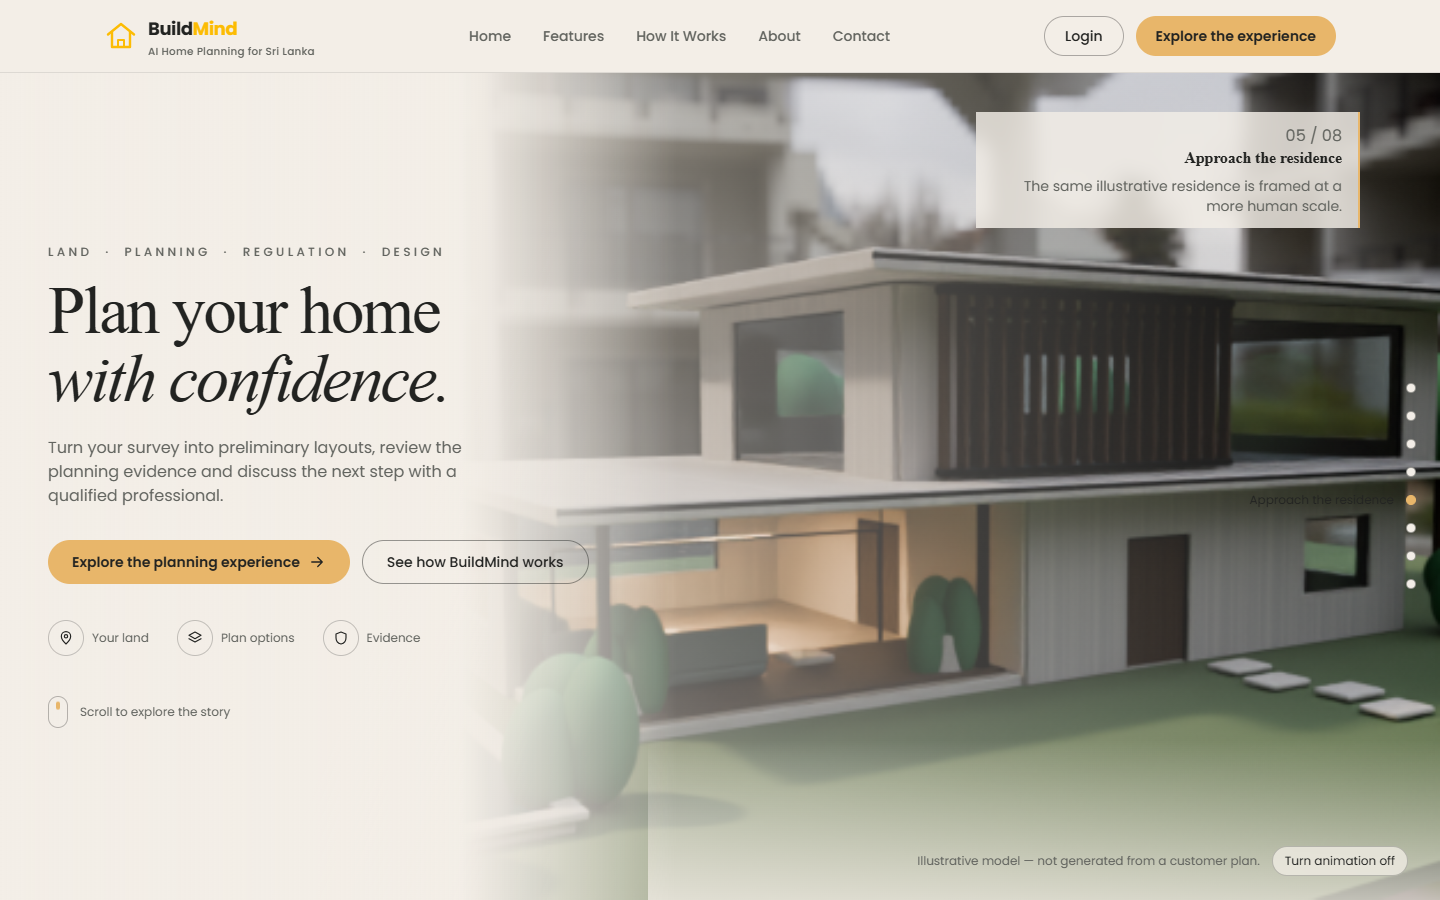 BuildMind
AI Home Planning for Sri Lanka
Home
Features
How It Works
About
Contact
Login
Explore the experience
05 / 08
Approach the residence
The same illustrative residence is framed at a
more human scale.
LAND · PLANNING · REGULATION · DESIGN
Plan your home
with confidence.
Turn your survey into preliminary layouts, review the
planning evidence and discuss the next step with a
qualified professional.
Approach the residence
Explore the planning experience →
See how BuildMind works
Your land
Plan options
Evidence
Scroll to explore the story
Illustrative model — not generated from a customer plan.
Turn animation off